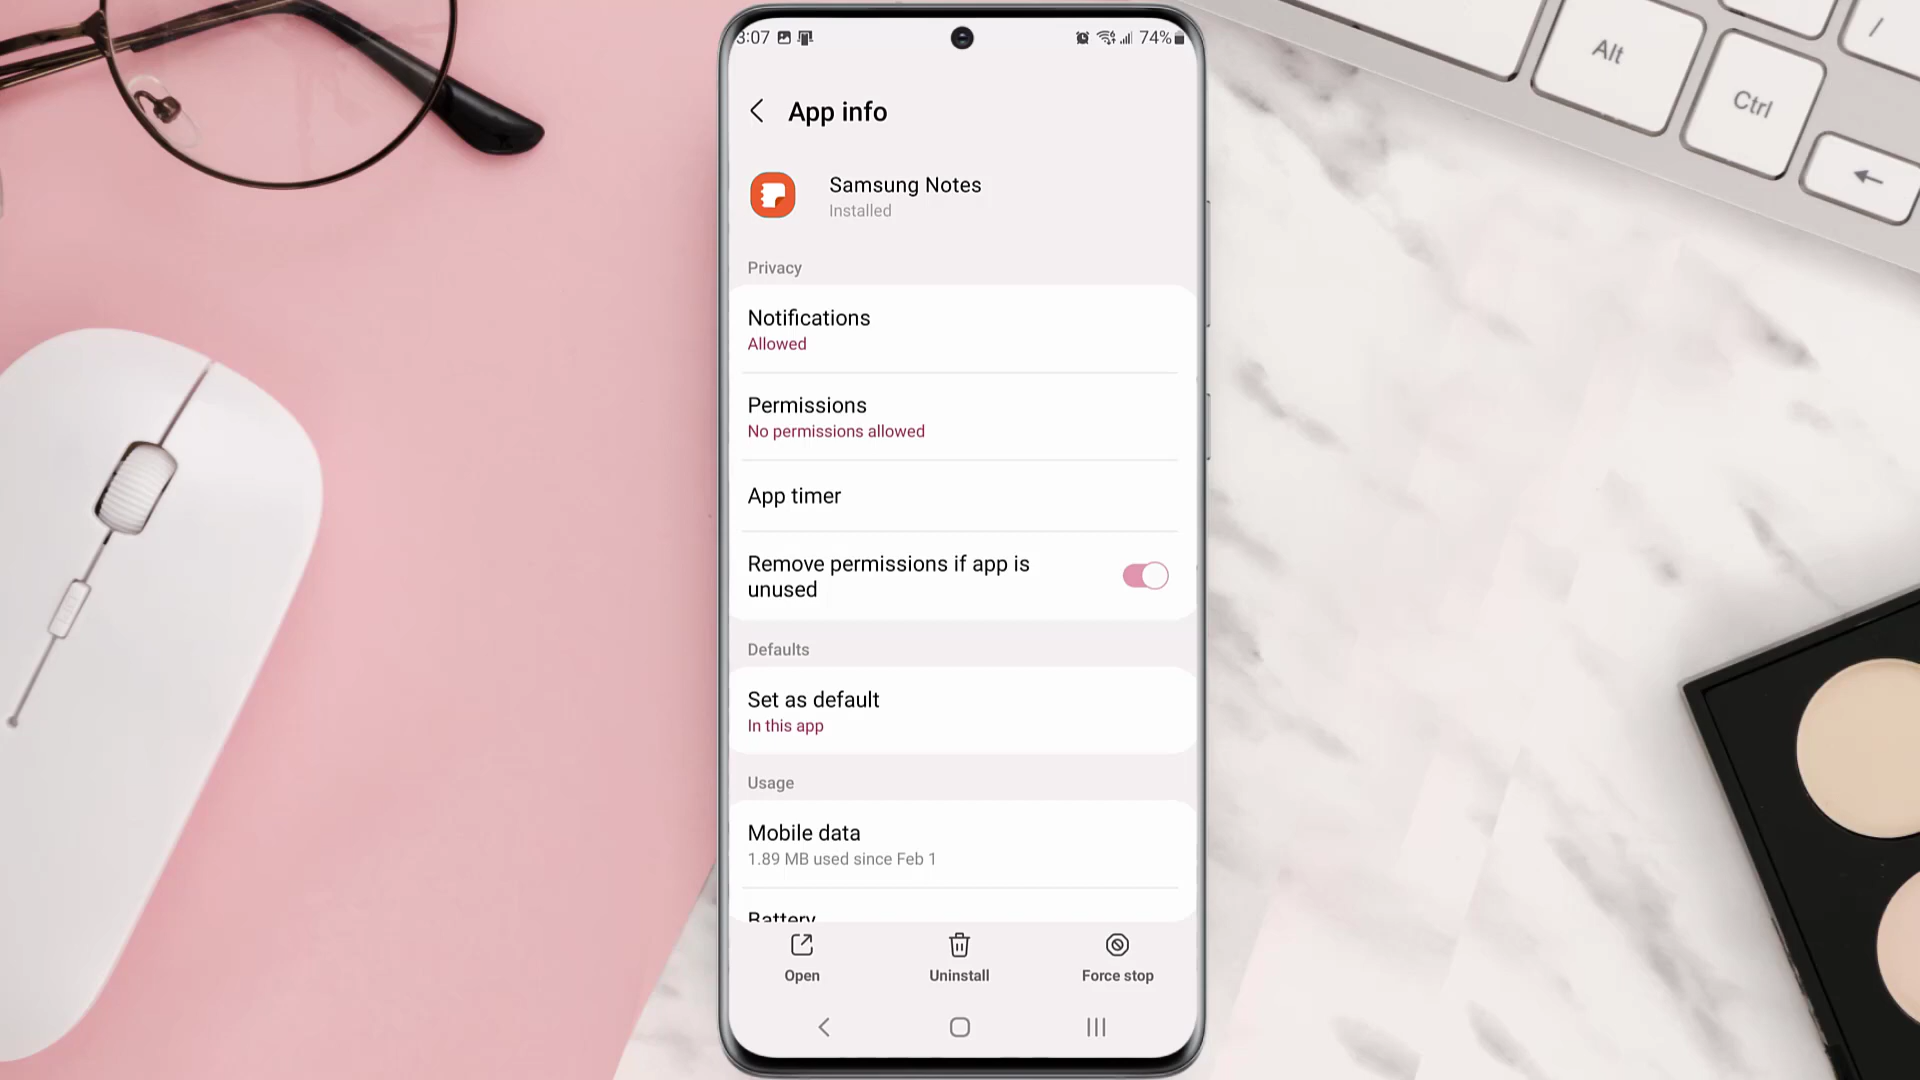 3:07
74%
App info
Samsung Notes
Installed
Privacy
Notifications
Allowed
Permissions
No permissions allowed
App timer
Remove permissions if app is
unused
Defaults
Set as default
In this app
Usage
Mobile data
1.89 MB used since Feb 1
Battery
Open
Uninstall
Force stop
Alt
Ctrl
/